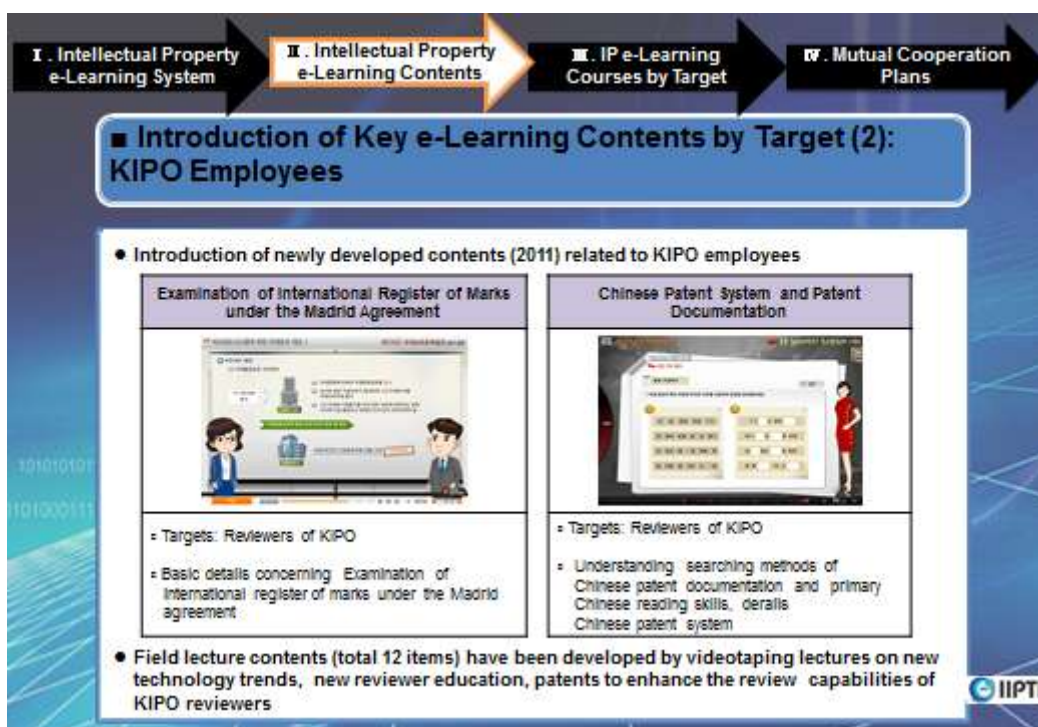 Ⅰ. Intellectual Property
e-Learning System
Ⅱ. Intellectual Property
e-Learning Contents
Ⅲ. IP e-Learning
Courses by Target
Ⅳ. Mutual Cooperation
Plans
■ Introduction of Key e-Learning Contents by Target (2):
KIPO Employees
● Introduction of newly developed contents (2011) related to KIPO employees
Examination of International Register of Marks
under the Madrid Agreement
Chinese Patent System and Patent
Documentation
101010101
101000111
Targets: Reviewers of KIPO
Basic details concerning Examination of
International register of marks under the Madrid
agreement
Targets: Reviewers of KIPO
Understanding searching methods of
Chinese patent documentation and primary
Chinese reading skills, derails
Chinese patent system
● Field lecture contents (total 12 items) have been developed by videotaping lectures on new
technology trends, new reviewer education, patents to enhance the review capabilities of
KIPO reviewers
IIPTI